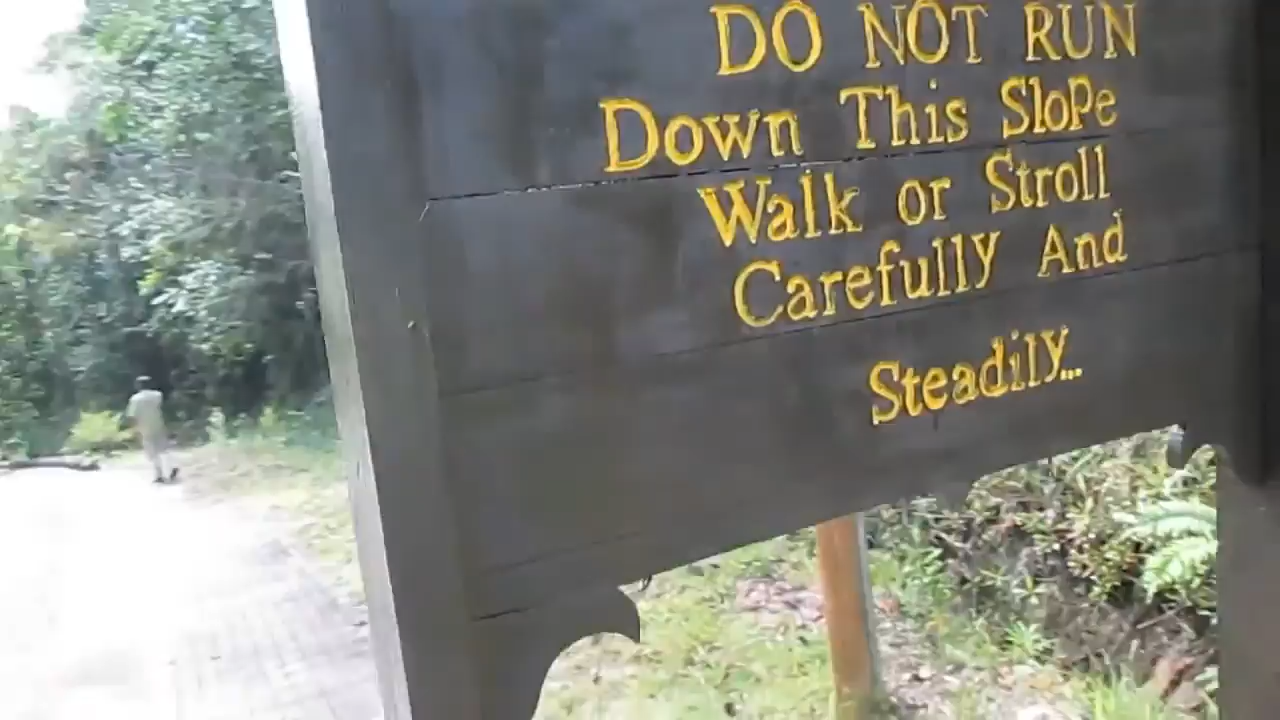 DO NOT RUN
Down This SloPe
Walk or Stroll
Carefully And
Steadily...